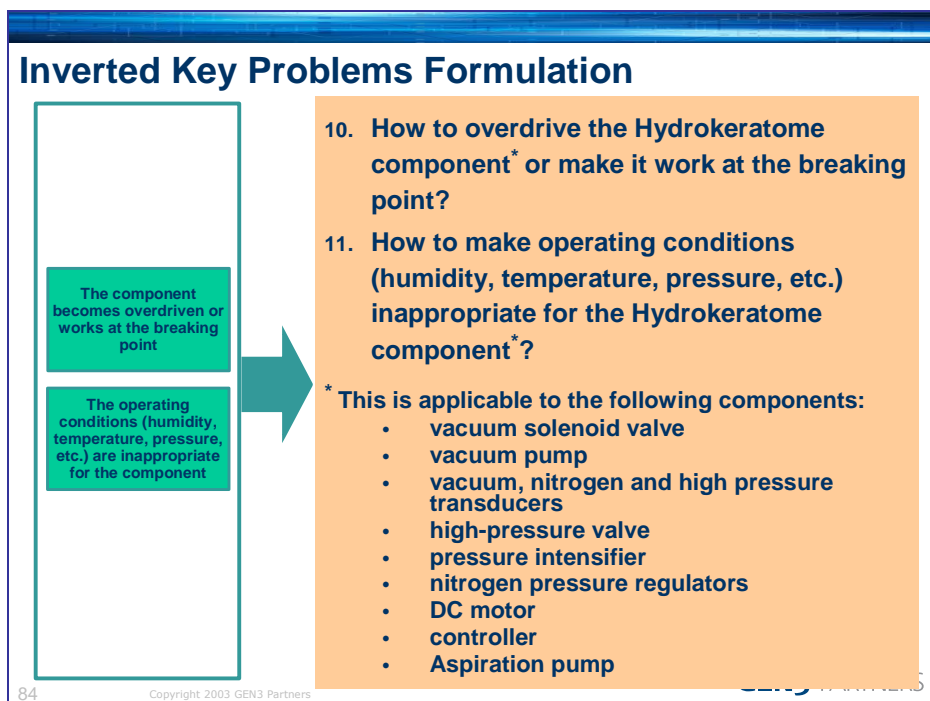 Inverted Key Problems Formulation
The component
becomes overdriven or
works at the breaking
point
The operating
conditions (humidity,
temperature, pressure,
etc.) are inappropriate
for the component
10. How to overdrive the Hydrokeratome
component* or make it work at the breaking
point?
11. How to make operating conditions
(humidity, temperature, pressure, etc.)
inappropriate for the Hydrokeratome
component*?
* This is applicable to the following components:
• vacuum solenoid valve
• vacuum pump
• vacuum, nitrogen and high pressure
transducers
• high-pressure valve
• pressure intensifier
• nitrogen pressure regulators
• DC motor
• controller
• Aspiration pump
84
Copyright 2003 GEN3 Partners